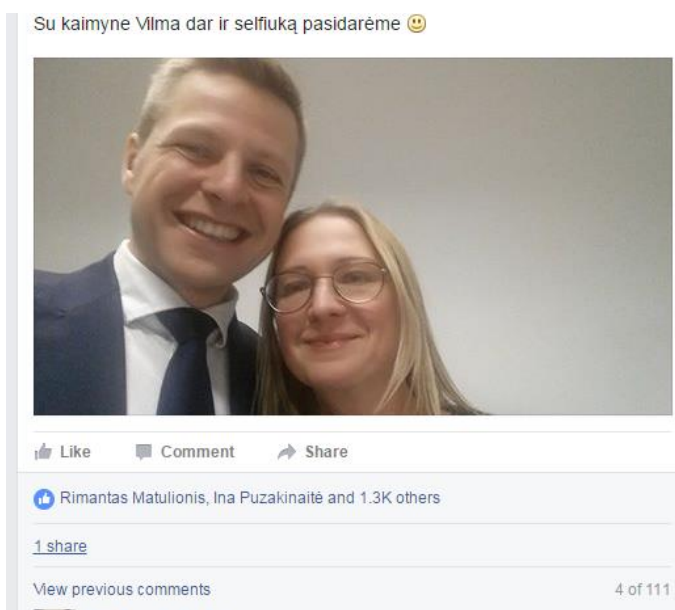 Su kaimyne Vilma dar ir selfiuką pasidarėme 😃
Like Comment Share
Rimantas Matulionis, Ina Puzakinaitė and 1.3K others
1 share
View previous comments 4 of 111